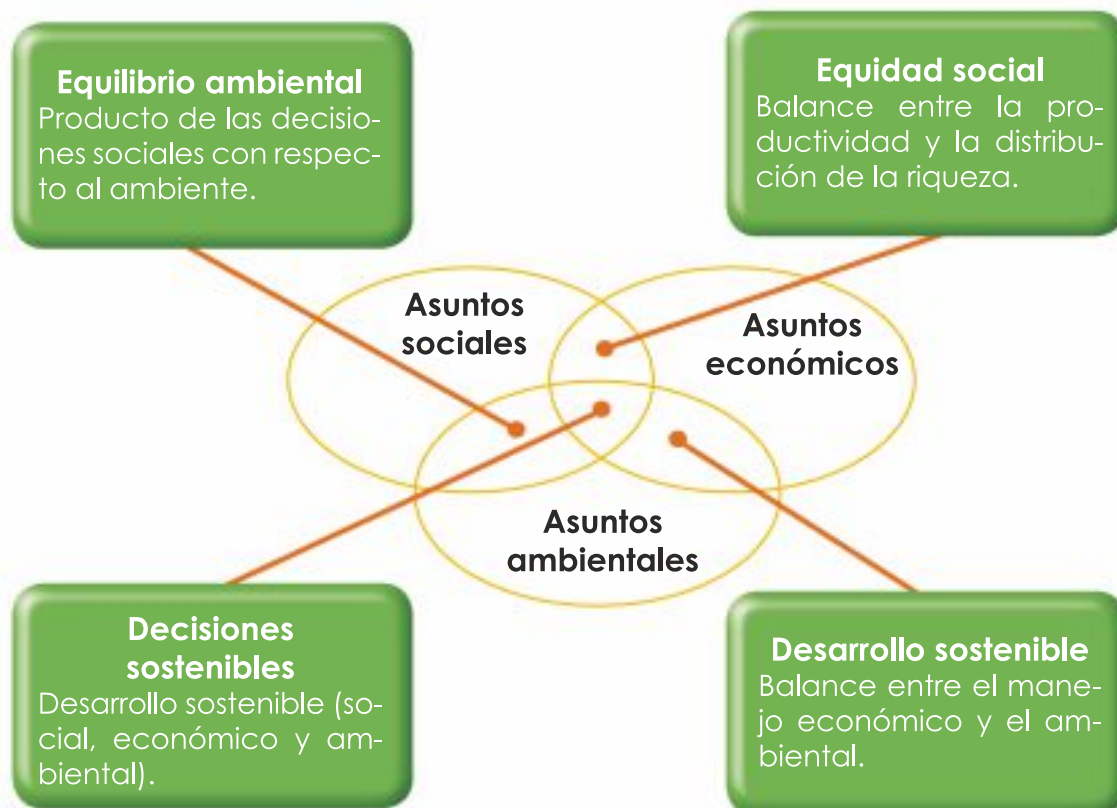 Equilibrio ambiental
Producto de las decisio-
nes sociales con respec-
to al ambiente.
Equidad social
Balance entre la pro-
ductividad y la distribu-
ción de la riqueza.
Asuntos
sociales
Asuntos
económicos
Asuntos
ambientales
Decisiones
sostenibles
Desarrollo sostenible (so-
cial, económico y am-
biental).
Desarrollo sostenible
Balance entre el mane-
jo económico y el am-
biental.